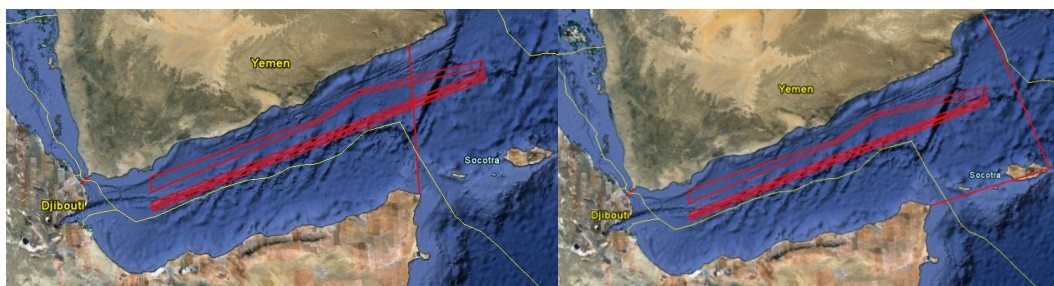 Yemen
Socotra
Djibouti
Yemen
Socotra
Djibouti